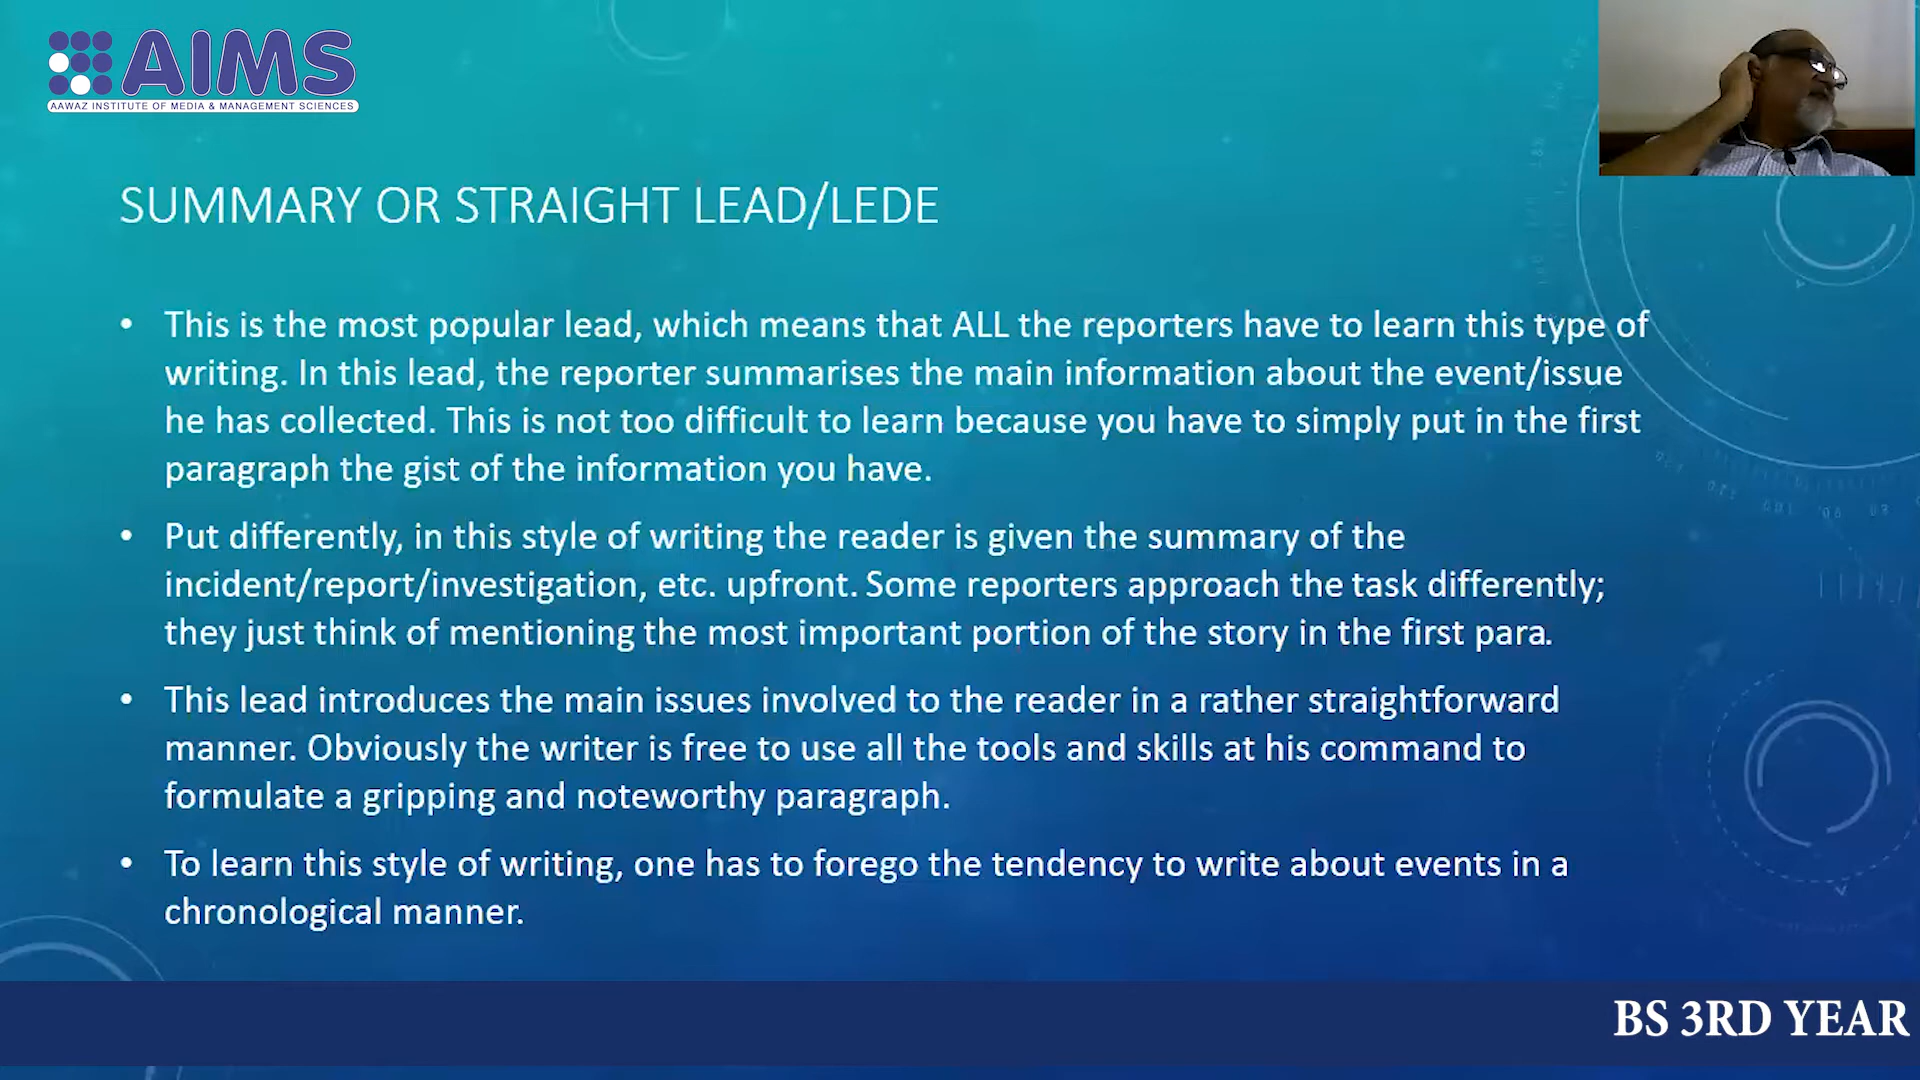 AIMS
AAWAZ INSTITUTE OF MEDIA & MANAGEMENT SCIENCES
SUMMARY OR STRAIGHT LEAD/LEDE
• This is the most popular lead, which means that ALL the reporters have to learn this type of
writing. In this lead, the reporter summarises the main information about the event/issue
he has collected. This is not too difficult to learn because you have to simply put in the first
paragraph the gist of the information you have.
• Put differently, in this style of writing the reader is given the summary of the
incident/report/investigation, etc. upfront. Some reporters approach the task differently;
they just think of mentioning the most important portion of the story in the first para.
• This lead introduces the main issues involved to the reader in a rather straightforward
manner. Obviously the writer is free to use all the tools and skills at his command to
formulate a gripping and noteworthy paragraph.
• To learn this style of writing, one has to forego the tendency to write about events in a
chronological manner.
BS 3RD YEAR